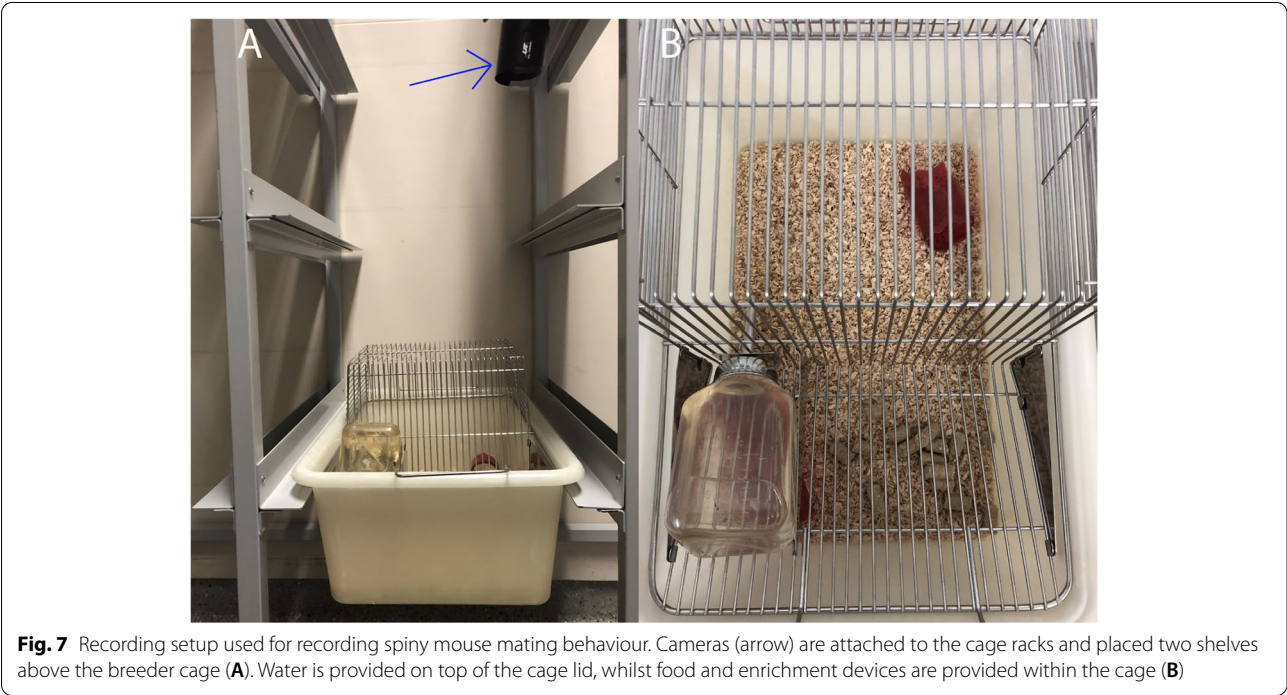 A
B
Fig. 7 Recording setup used for recording spiny mouse mating behaviour. Cameras (arrow) are attached to the cage racks and placed two shelves
above the breeder cage (A). Water is provided on top of the cage lid, whilst food and enrichment devices are provided within the cage (B)